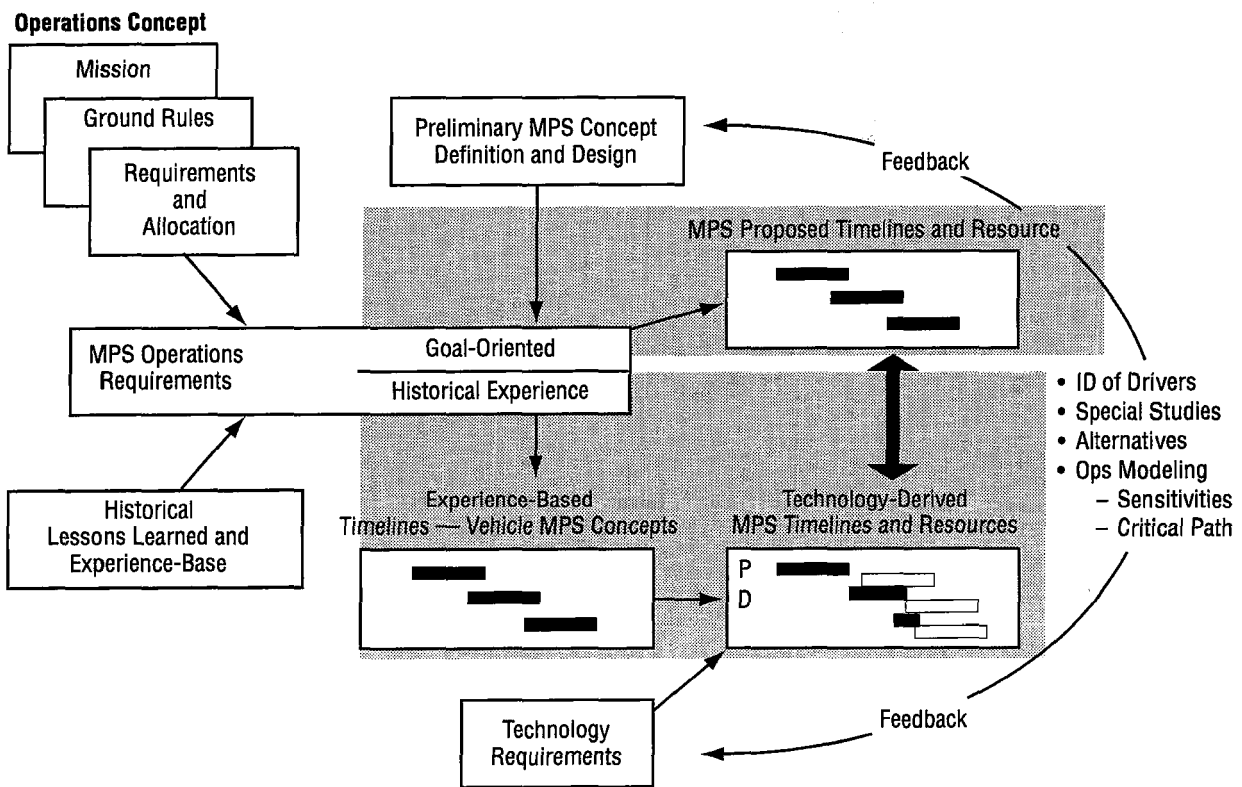 Operations Concept
Mission
Ground Rules
Requirements
and
Allocation
Preliminary MPS Concept
Definition and Design
Feedback
MPS Proposed Timelines and Resource
MPS Operations
Requirements
Goal-Oriented
Historical Experience
• ID of Drivers
• Special Studies
• Alternatives
• Ops Modeling
– Sensitivities
– Critical Path
Historical
Lessons Learned and
Experience-Base
Experience-Based
Timelines — Vehicle MPS Concepts
Technology-Derived
MPS Timelines and Resources
P
D
Technology
Requirements
Feedback